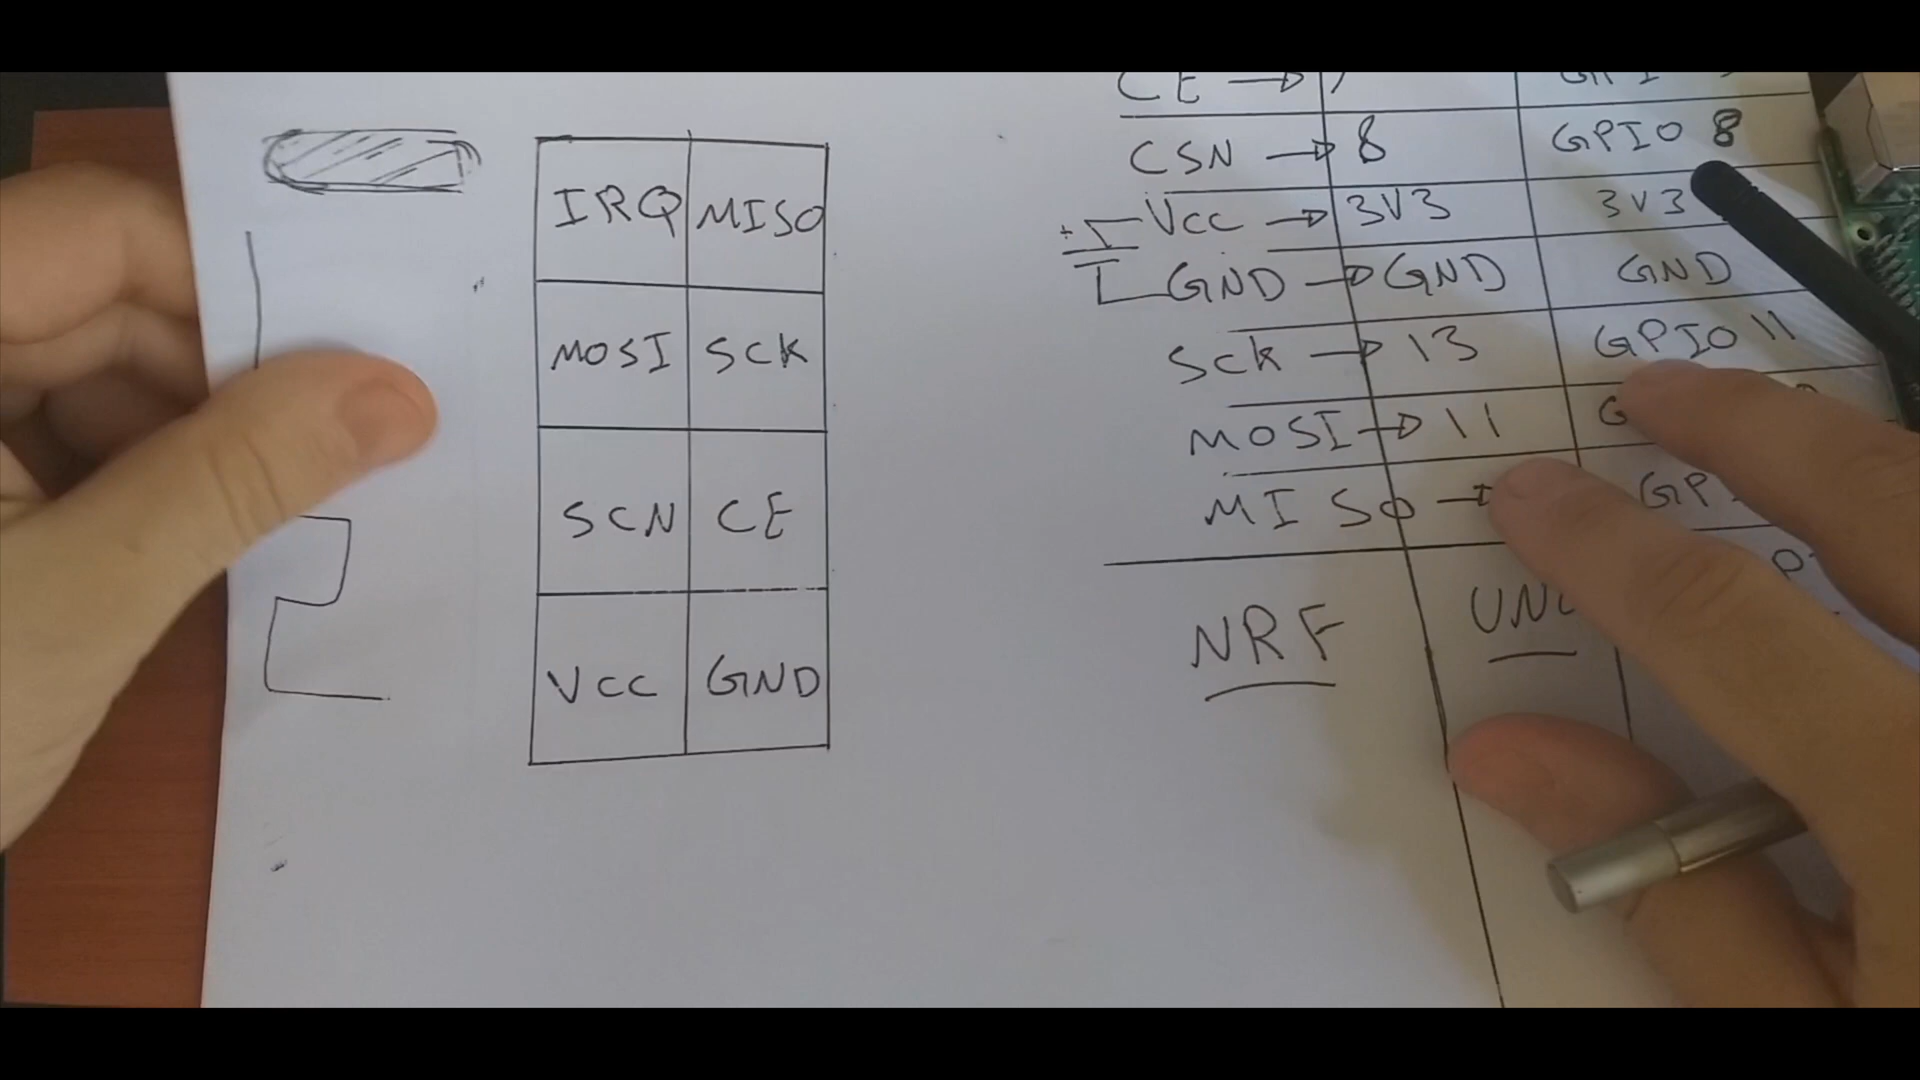 IRQ MISO
MOSI SCK
SCN CE
VCC GND
CE
CSN → 8 GPIO 8
+ VCC → 3V3 3V3
GND → GND GND
SCK → 13 GPIO 11
MOSI → 11
MISO →
NRF